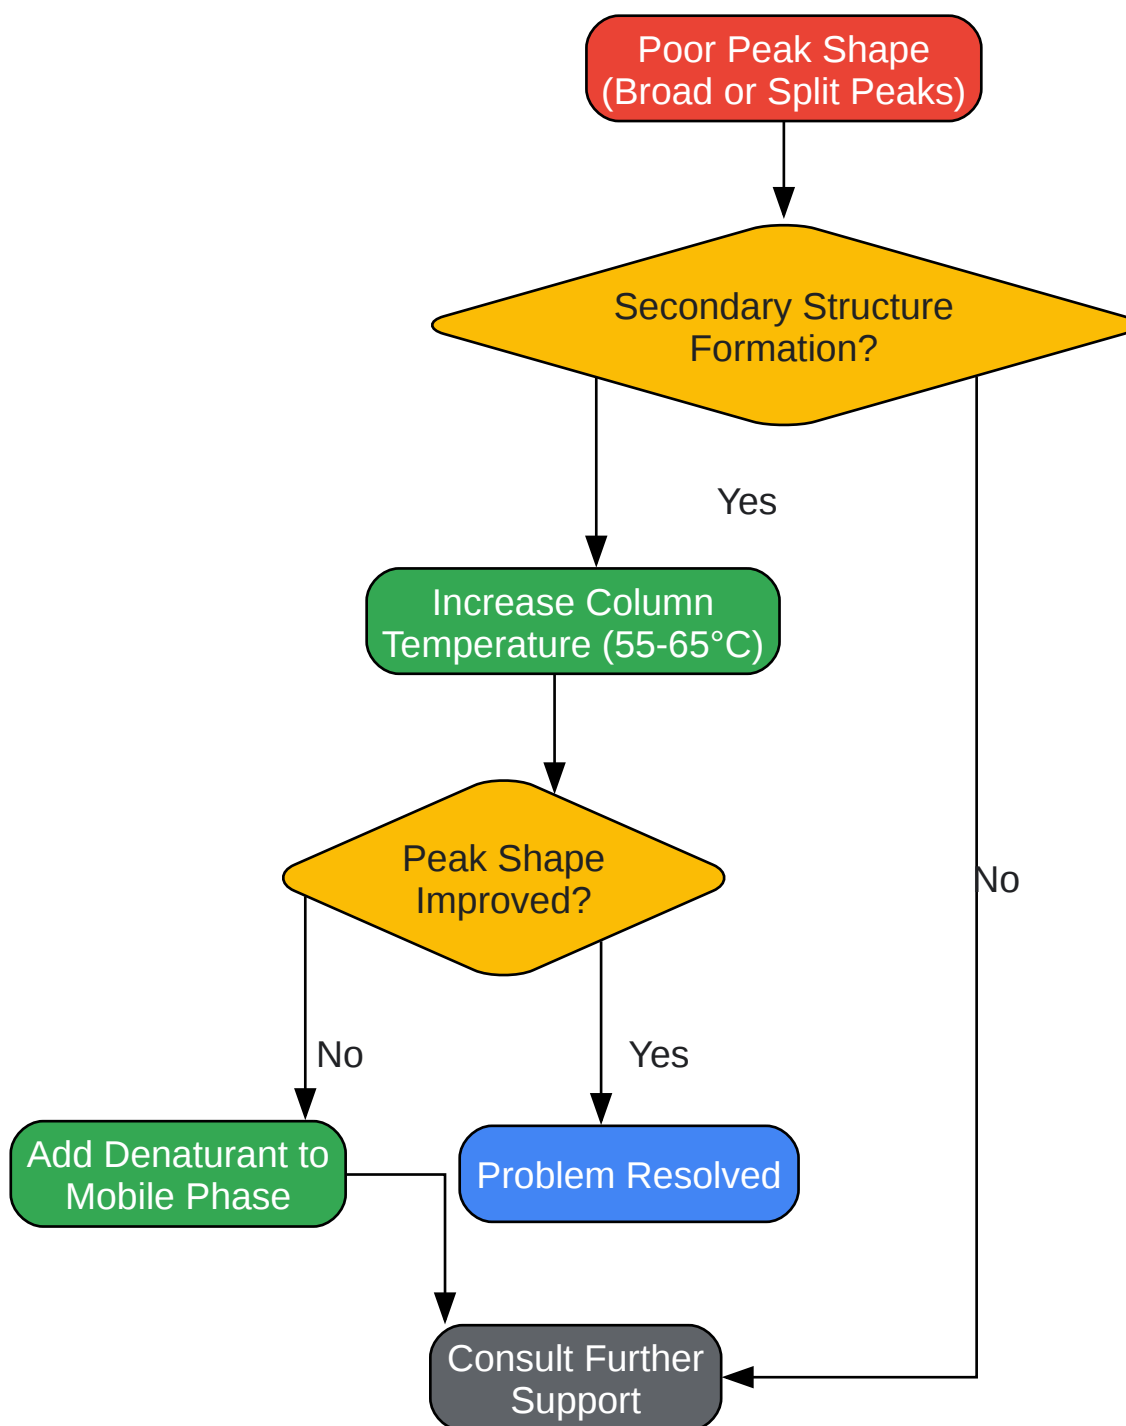 Poor Peak Shape
(Broad or Split Peaks)
Secondary Structure
Formation?
Yes
Increase Column
Temperature (55-65°C)
Peak Shape
Improved?
No
No
Yes
Add Denaturant to
Mobile Phase
Problem Resolved
Consult Further
Support